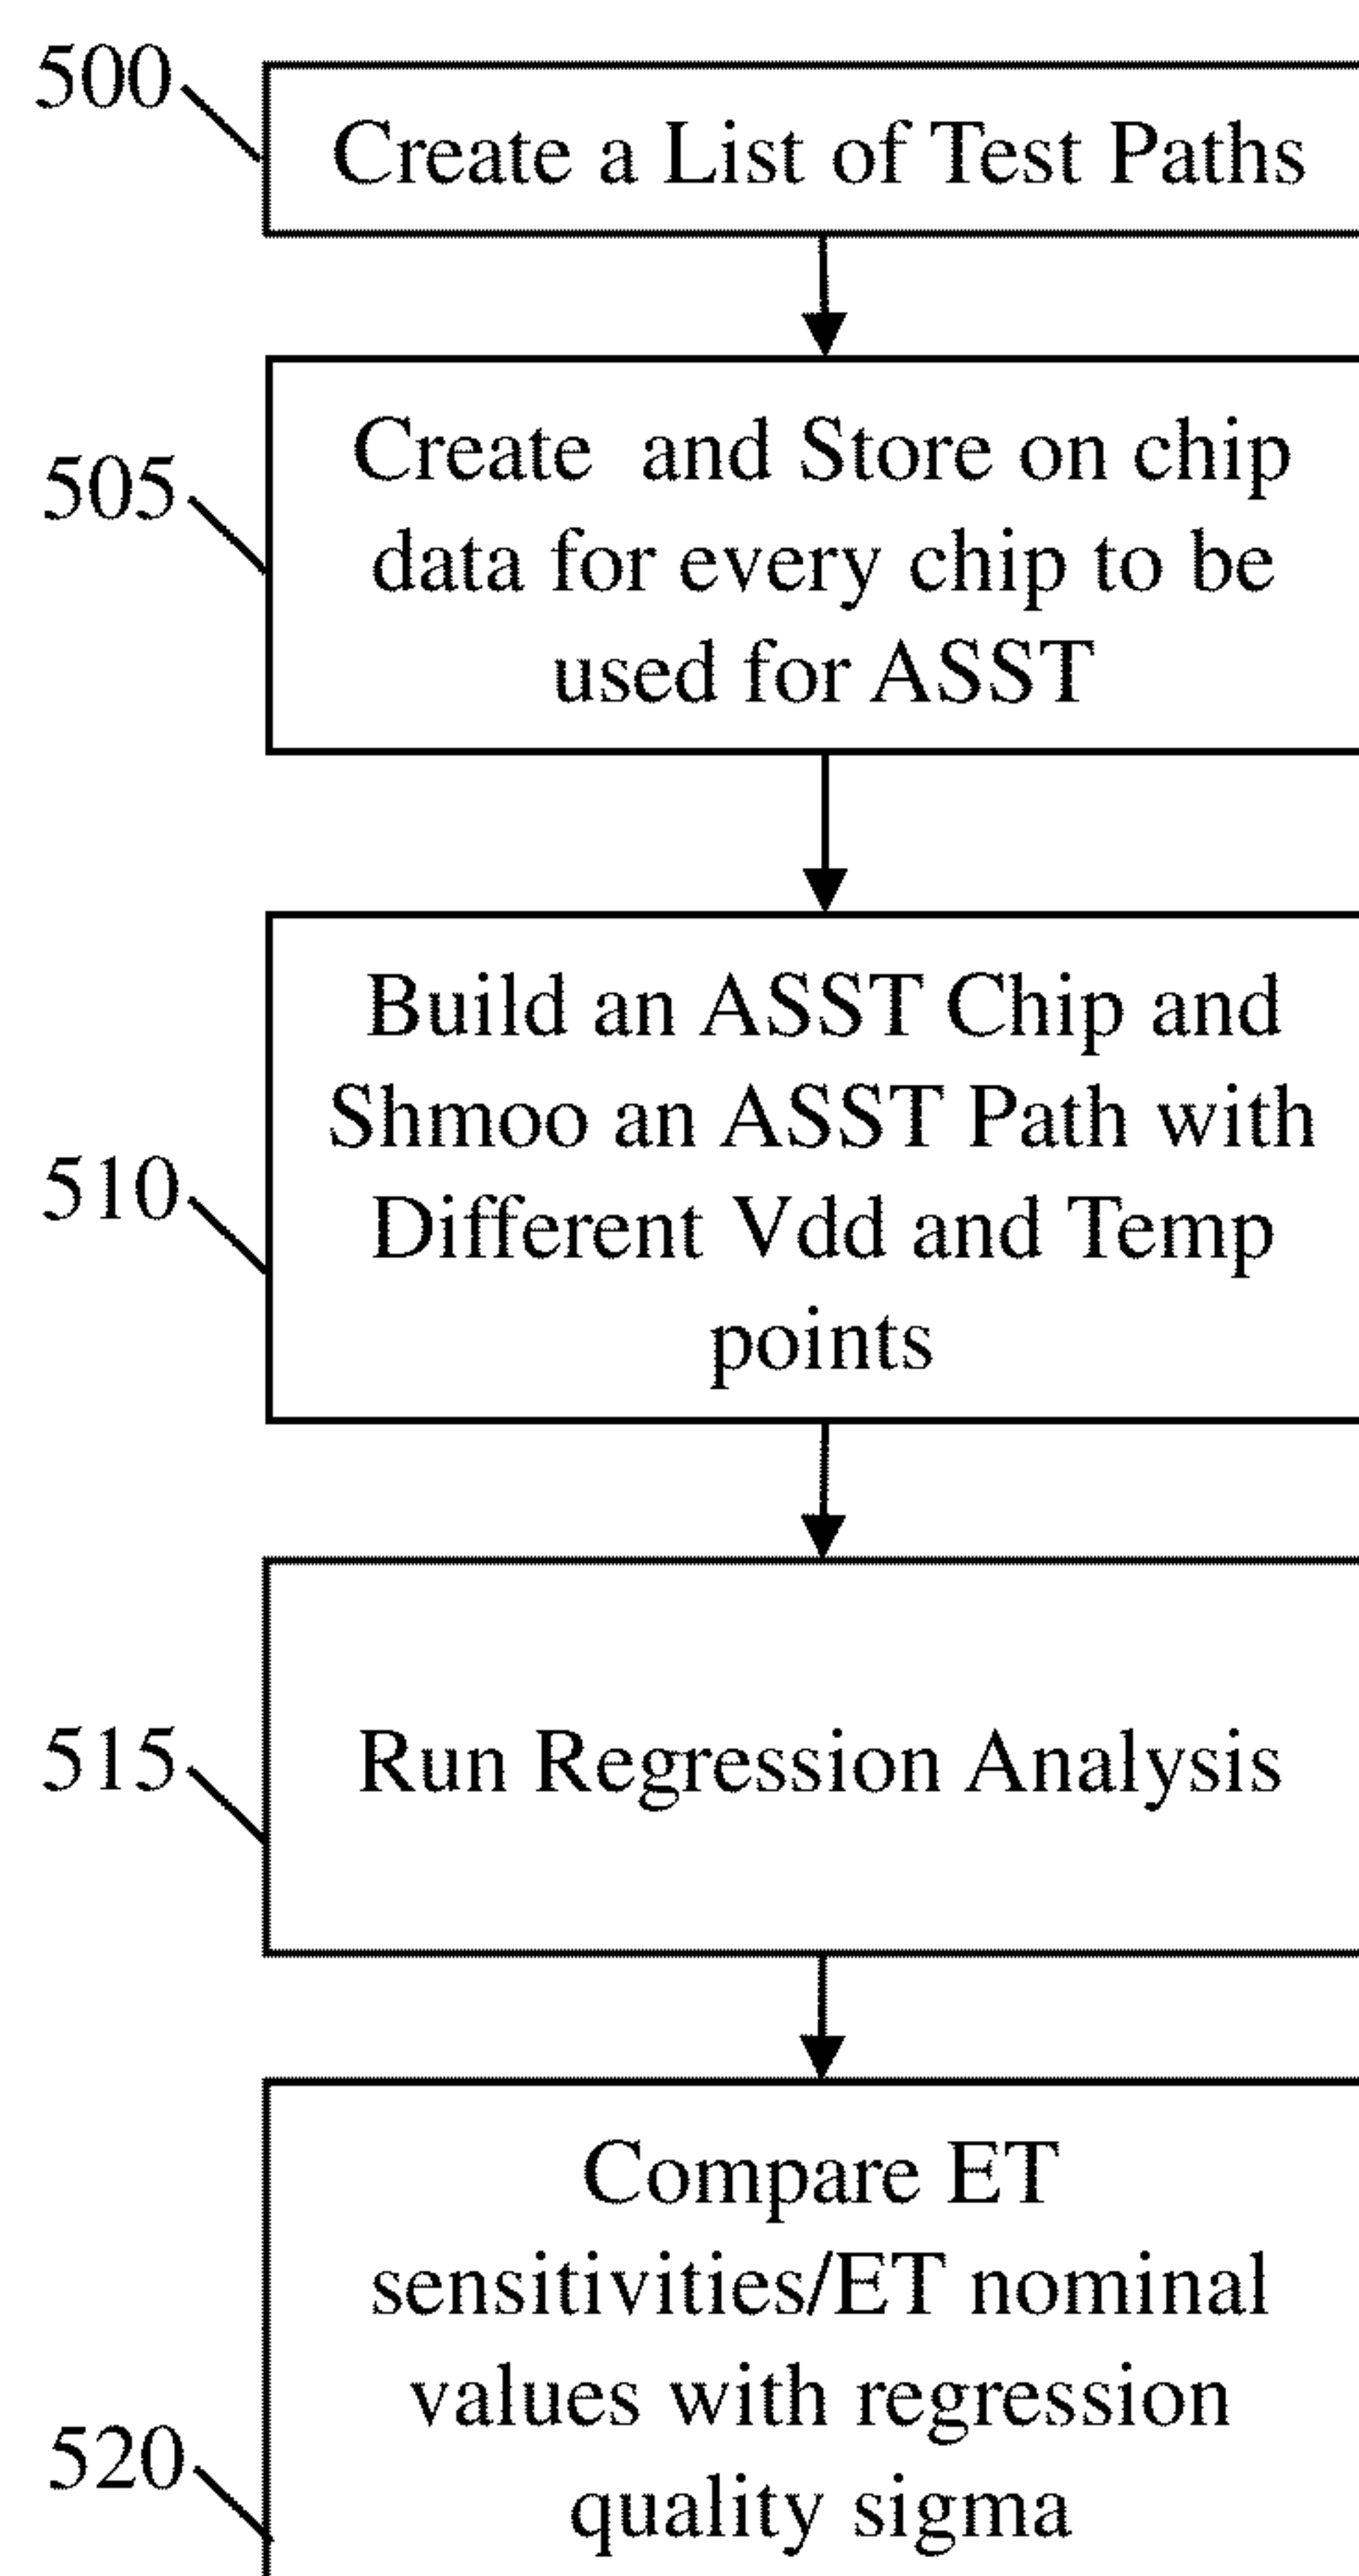 500
Create a List of Test Paths
505
Create and Store on chip
data for every chip to be
used for ASST
510
Build an ASST Chip and
Shmoo an ASST Path with
Different Vdd and Temp
points
515
Run Regression Analysis
520
Compare ET
sensitivities/ET nominal
values with regression
quality sigma